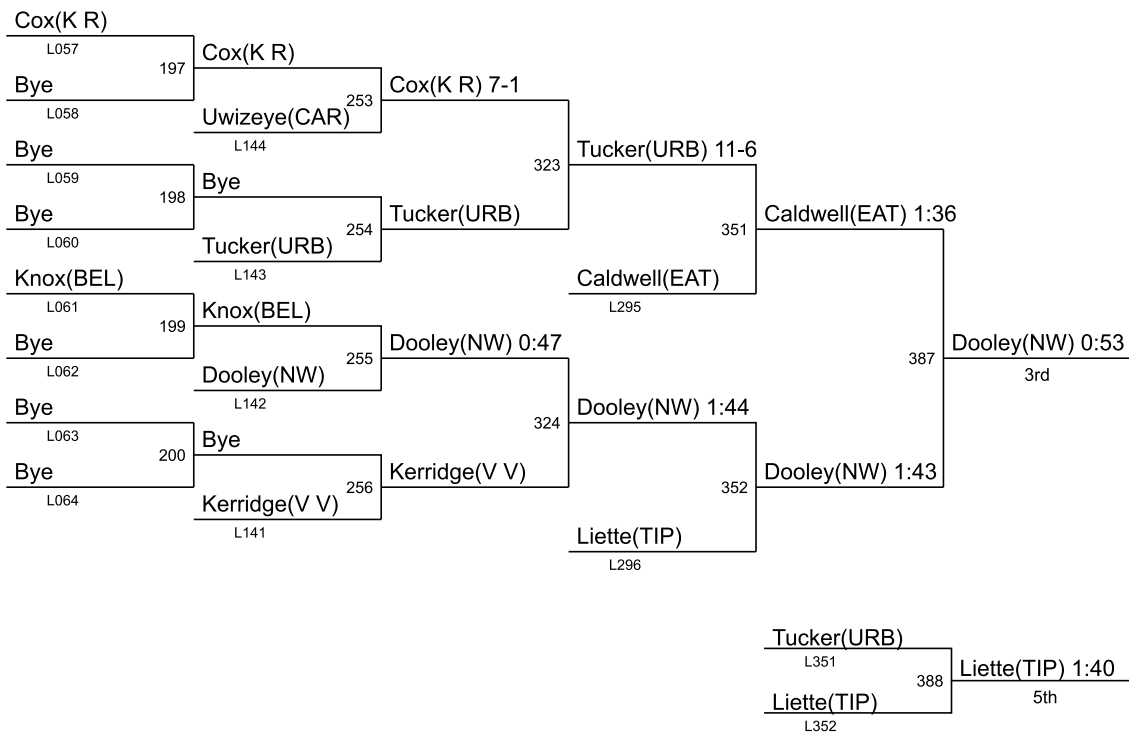 Cox(K R)
L057
197
Bye
L058
Bye
L059
198
Bye
L060
Knox(BEL)
L061
199
Bye
L062
Bye
L063
200
Bye
L064
Cox(K R)
253
Uwizeye(CAR)
L144
Bye
254
Tucker(URB)
L143
Knox(BEL)
255
Dooley(NW)
L142
Bye
256
Kerridge(V V)
L141
Cox(K R) 7-1
323
Tucker(URB)
Dooley(NW) 0:47
324
Kerridge(V V)
Tucker(URB) 11-6
351
Caldwell(EAT)
L295
Dooley(NW) 1:44
352
Liette(TIP)
L296
Caldwell(EAT) 1:36
387
Dooley(NW) 1:43
Dooley(NW) 0:53
3rd
Tucker(URB)
L351
388
Liette(TIP)
L352
Liette(TIP) 1:40
5th